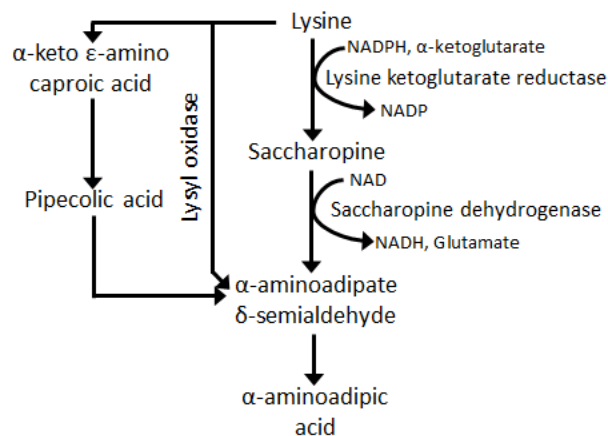 Lysine
α-keto ε-amino
caproic acid
NADPH, α-ketoglutarate
Lysine ketoglutarate reductase
NADP
Lysyl oxidase
Saccharopine
Pipecolic acid
NAD
Saccharopine dehydrogenase
NADH, Glutamate
α-aminoadipate
δ-semialdehyde
α-aminoadipic
acid